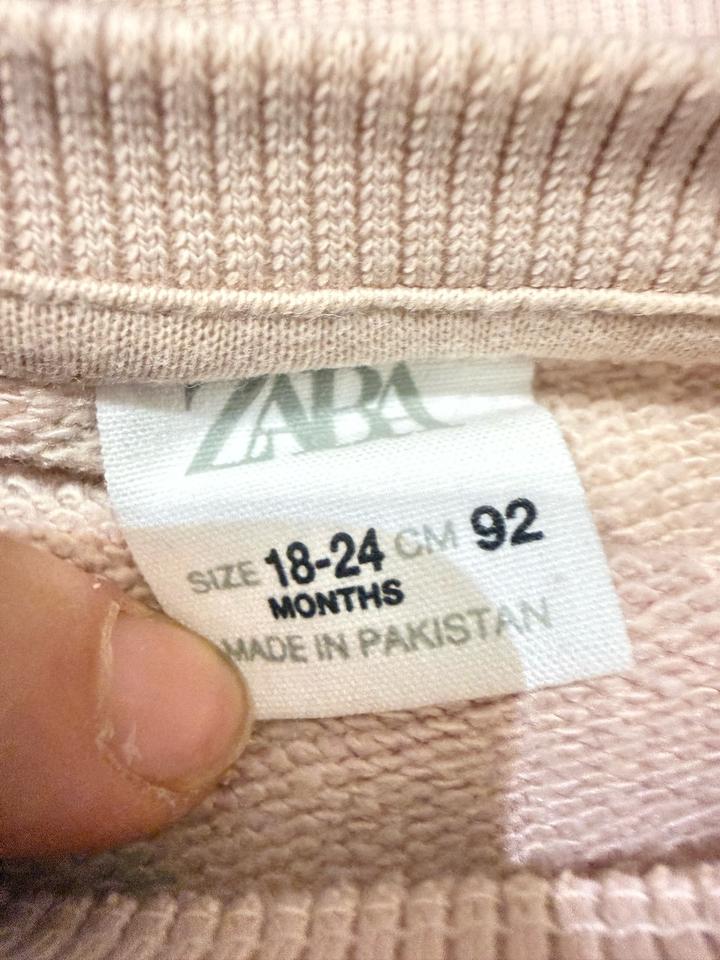 ZARA
SIZE 18-24 CM 92
MONTHS
MADE IN PAKISTAN